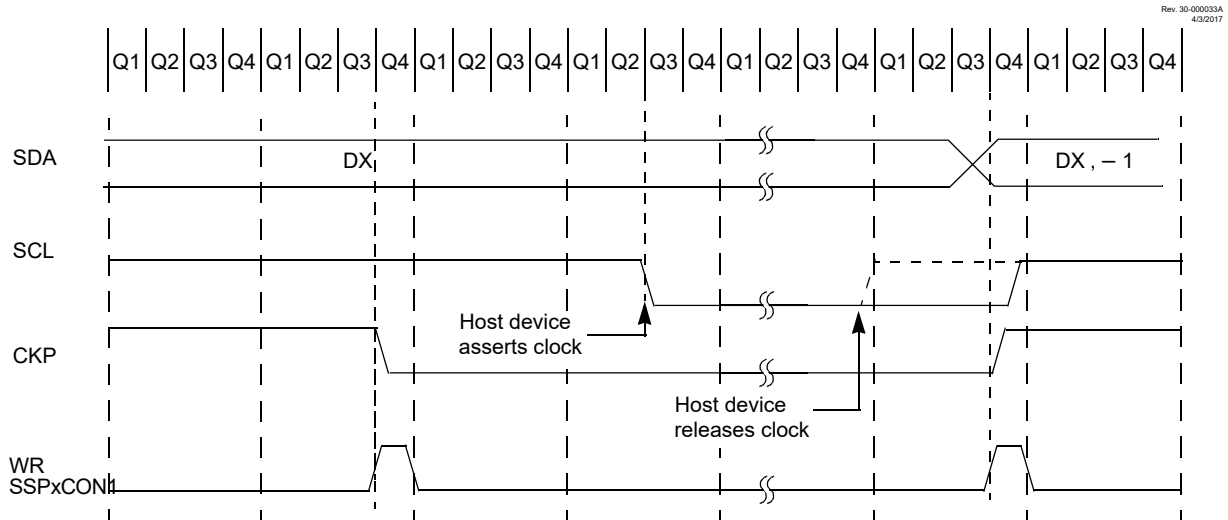 Rev. 30-000033A
4/3/2017
Q1 Q2 Q3 Q4 Q1 Q2 Q3 Q4 Q1 Q2 Q3 Q4 Q1 Q2 Q3 Q4 Q1 Q2 Q3 Q4 Q1 Q2 Q3 Q4 Q1 Q2 Q3 Q4
SDA
DX
DX , – 1
SCL
Host device
asserts clock
CKP
Host device
releases clock
WR
SSPxCON1